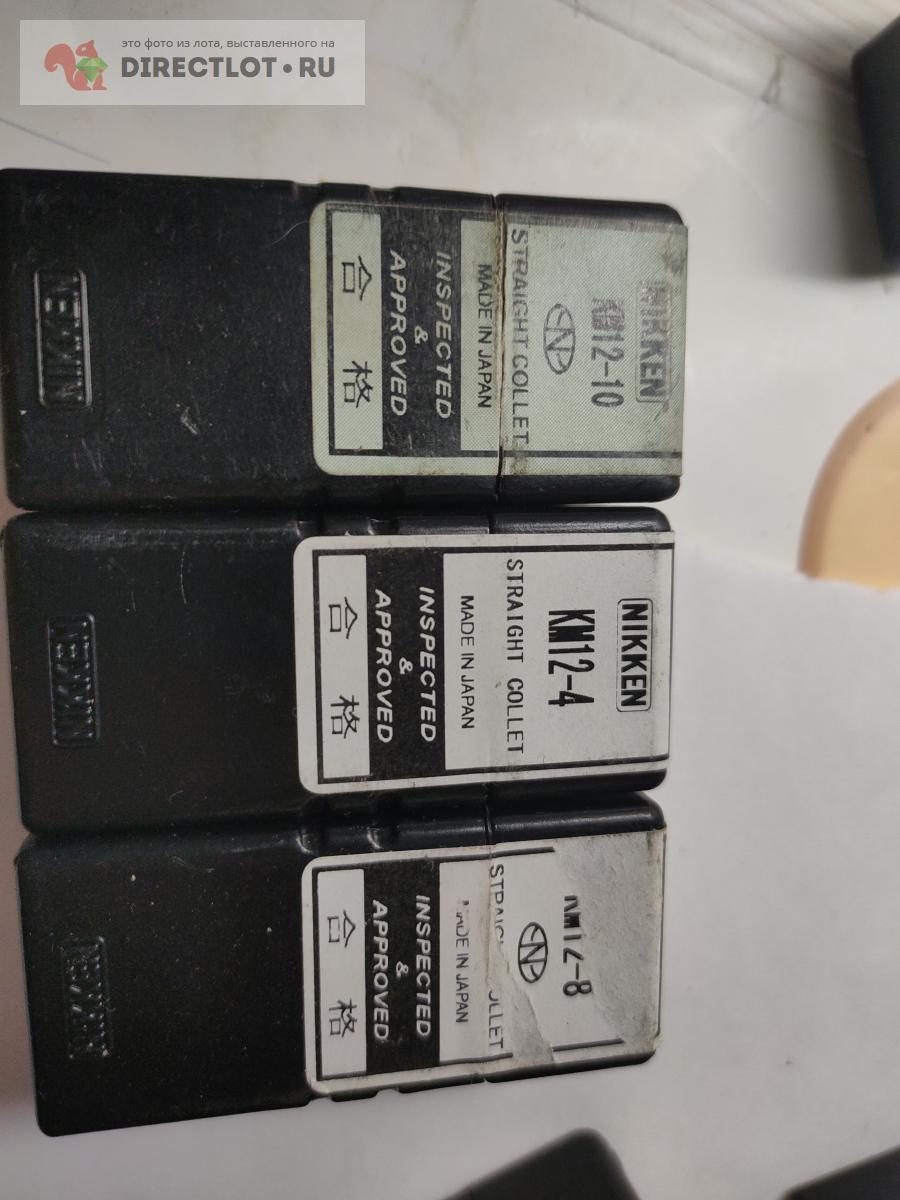 это фото из лота, выставленного на
DIRECTLOT•RU
NIKKEN
KM12-10
SNB
STRAIGHT COLLET
MADE IN JAPAN
INSPECTED
&
APPROVED
合格
NIKKEN
NIKKEN
KM12-4
STRAIGHT COLLET
MADE IN JAPAN
INSPECTED
&
APPROVED
合格
NIKKEN
KM12-8
MADE IN JAPAN
INSPECTED
&
APPROVED
合格
NIKKEN